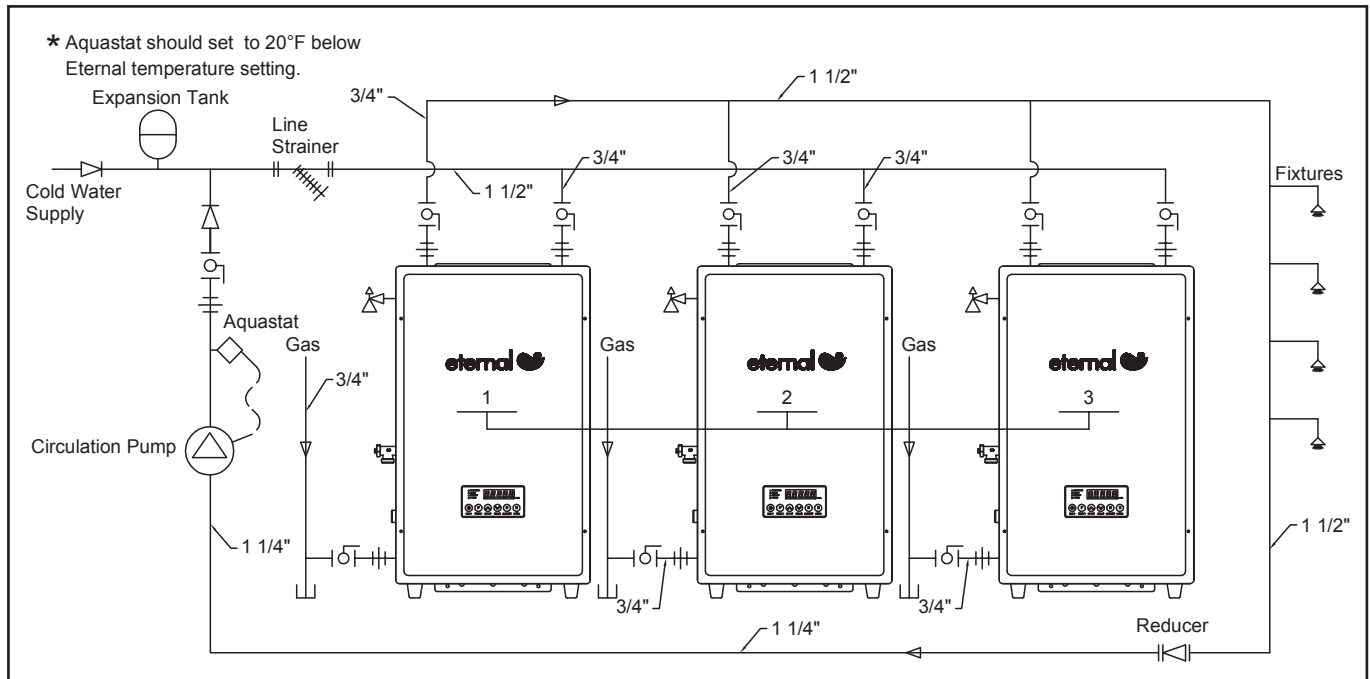 * Aquastat should set to 20°F below
Eternal temperature setting.
Expansion Tank
Line
Strainer
3/4"
1 1/2"
3/4"
3/4"
3/4"
1 1/2"
Cold Water
Supply
Fixtures
Aquastat
Gas
Gas
Gas
eternal
eternal
eternal
3/4"
1
2
3
Circulation Pump
1 1/4"
3/4"
3/4"
1 1/2"
1 1/4"
Reducer